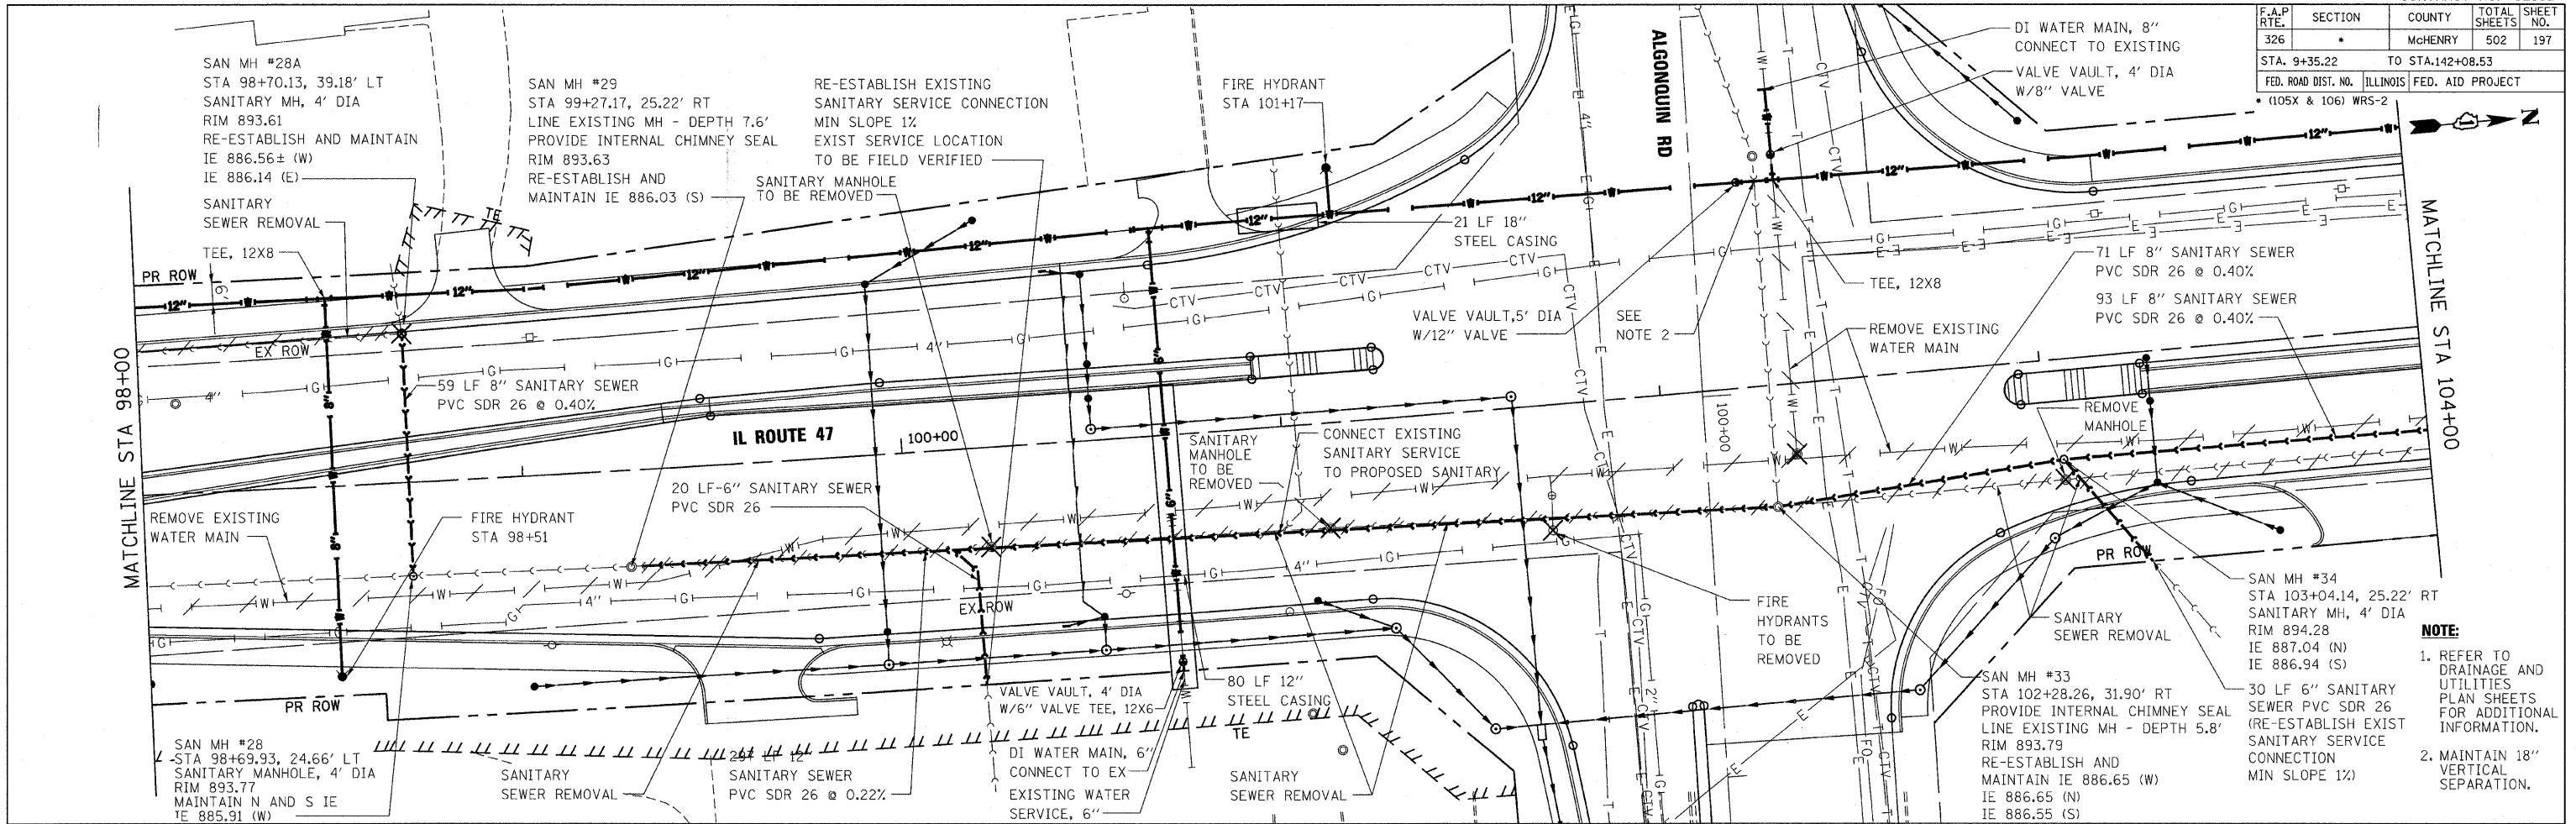 F.A.P RTE. SECTION COUNTY TOTAL SHEETS SHEET NO.
326 * McHENRY 502 197
STA. 9+35.22 TO STA.142+08.53
FED. ROAD DIST. NO. ILLINOIS FED. AID PROJECT
* (105X & 106) WRS-2
N
SAN MH #28A
STA 98+70.13, 39.18' LT
SANITARY MH, 4' DIA
RIM 893.61
RE-ESTABLISH AND MAINTAIN
IE 886.56± (W)
IE 886.14 (E)
SANITARY
SEWER REMOVAL
TEE, 12X8
PR ROW
6'
SAN MH #29
STA 99+27.17, 25.22' RT
LINE EXISTING MH - DEPTH 7.6'
PROVIDE INTERNAL CHIMNEY SEAL
RIM 893.63
RE-ESTABLISH AND
MAINTAIN IE 886.03 (S)
RE-ESTABLISH EXISTING
SANITARY SERVICE CONNECTION
MIN SLOPE 1%
EXIST SERVICE LOCATION
TO BE FIELD VERIFIED
SANITARY MANHOLE
TO BE REMOVED
FIRE HYDRANT
STA 101+17
ALGONQUIN RD
DI WATER MAIN, 8"
CONNECT TO EXISTING
VALVE VAULT, 4' DIA
W/8" VALVE
21 LF 18"
STEEL CASING
TEE, 12X8
VALVE VAULT,5' DIA
W/12" VALVE
SEE
NOTE 2
REMOVE EXISTING
WATER MAIN
71 LF 8" SANITARY SEWER
PVC SDR 26 @ 0.40%
93 LF 8" SANITARY SEWER
PVC SDR 26 @ 0.40%
MATCHLINE STA 98+00
MATCHLINE STA 104+00
EX ROW
59 LF 8" SANITARY SEWER
PVC SDR 26 @ 0.40%
IL ROUTE 47
100+00
100+00
20 LF-6" SANITARY SEWER
PVC SDR 26
SANITARY
MANHOLE
TO BE
REMOVED
CONNECT EXISTING
SANITARY SERVICE
TO PROPOSED SANITARY
REMOVE
MANHOLE
REMOVE EXISTING
WATER MAIN
FIRE HYDRANT
STA 98+51
EX ROW
PR ROW
PR ROW
TE
TE
FIRE
HYDRANTS
TO BE
REMOVED
SANITARY
SEWER REMOVAL
SAN MH #28
STA 98+69.93, 24.66' LT
SANITARY MANHOLE, 4' DIA
RIM 893.77
MAINTAIN N AND S IE
IE 885.91 (W)
SANITARY
SEWER REMOVAL
297 LF 12"
SANITARY SEWER
PVC SDR 26 @ 0.22%
VALVE VAULT, 4' DIA
W/6" VALVE TEE, 12X6
DI WATER MAIN, 6"
CONNECT TO EX
EXISTING WATER
SERVICE, 6"
80 LF 12"
STEEL CASING
SANITARY
SEWER REMOVAL
SAN MH #33
STA 102+28.26, 31.90' RT
PROVIDE INTERNAL CHIMNEY SEAL
LINE EXISTING MH - DEPTH 5.8'
RIM 893.79
RE-ESTABLISH AND
MAINTAIN IE 886.65 (W)
IE 886.65 (N)
IE 886.55 (S)
SAN MH #34
STA 103+04.14, 25.22' RT
SANITARY MH, 4' DIA
RIM 894.28
IE 887.04 (N)
IE 886.94 (S)
30 LF 6" SANITARY
SEWER PVC SDR 26
(RE-ESTABLISH EXIST
SANITARY SERVICE
CONNECTION
MIN SLOPE 1%)
NOTE:
1. REFER TO
DRAINAGE AND
UTILITIES
PLAN SHEETS
FOR ADDITIONAL
INFORMATION.
2. MAINTAIN 18"
VERTICAL
SEPARATION.